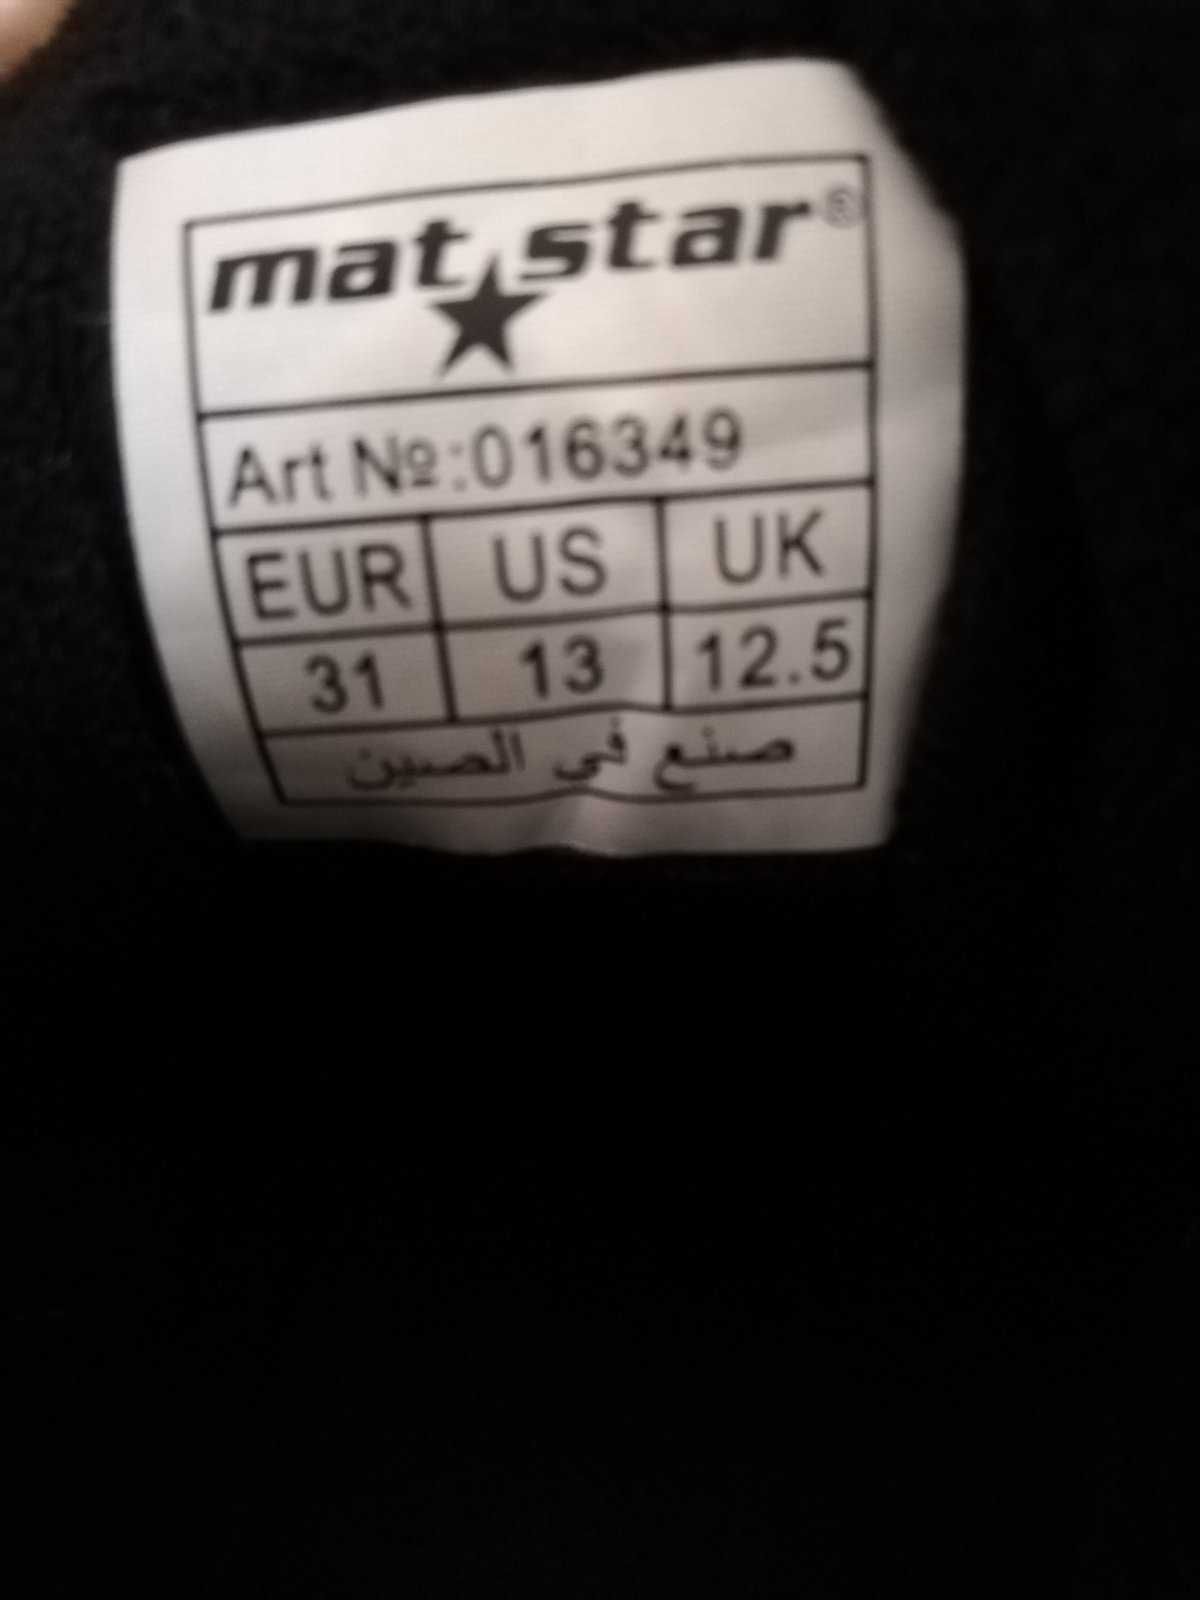 mat star®
Art №:016349
EUR US UK
31 13 12.5
صنع في الصين